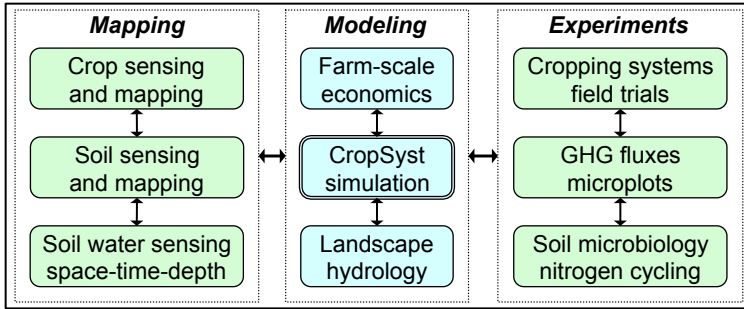 Mapping
Crop sensing
and mapping
Soil sensing
and mapping
Soil water sensing
space-time-depth
Modeling
Farm-scale
economics
CropSyst
simulation
Landscape
hydrology
Experiments
Cropping systems
field trials
GHG fluxes
microplots
Soil microbiology
nitrogen cycling